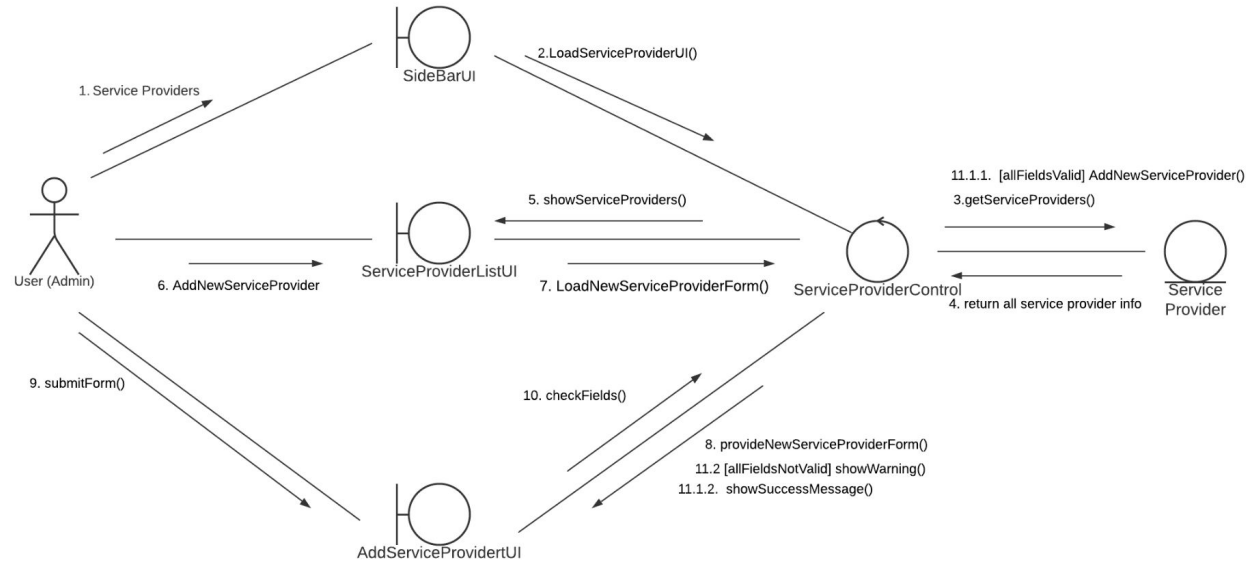 2.LoadServiceProviderUI()
SideBarUI
1. Service Providers
11.1.1. [allFieldsValid] AddNewServiceProvider()
5. showServiceProviders()
3.getServiceProviders()
User (Admin)
ServiceProviderListUI
6. AddNewServiceProvider
7. LoadNewServiceProviderForm()
ServiceProviderControl
4. return all service provider info
Service
Provider
9. submitForm()
10. checkFields()
8. provideNewServiceProviderForm()
11.2 [allFieldsNotValid] showWarning()
11.1.2. showSuccessMessage()
AddServiceProvidertUI